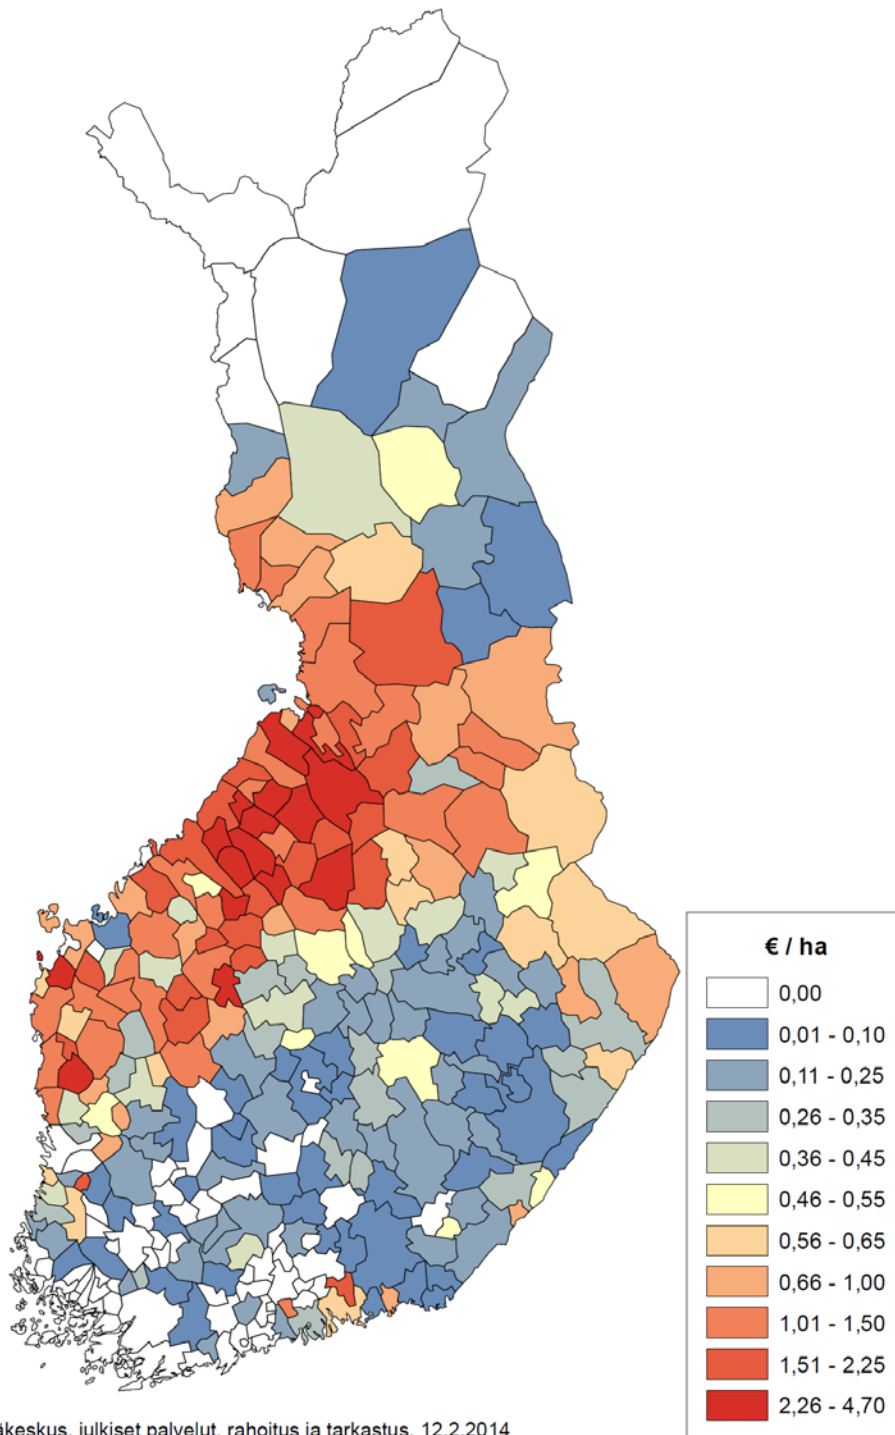 € / ha
0,00
0,01 - 0,10
0,11 - 0,25
0,26 - 0,35
0,36 - 0,45
0,46 - 0,55
0,56 - 0,65
0,66 - 1,00
1,01 - 1,50
1,51 - 2,25
2,26 - 4,70
julkiset palvelut, rahoitus ja tarkastus, 12.2.2014